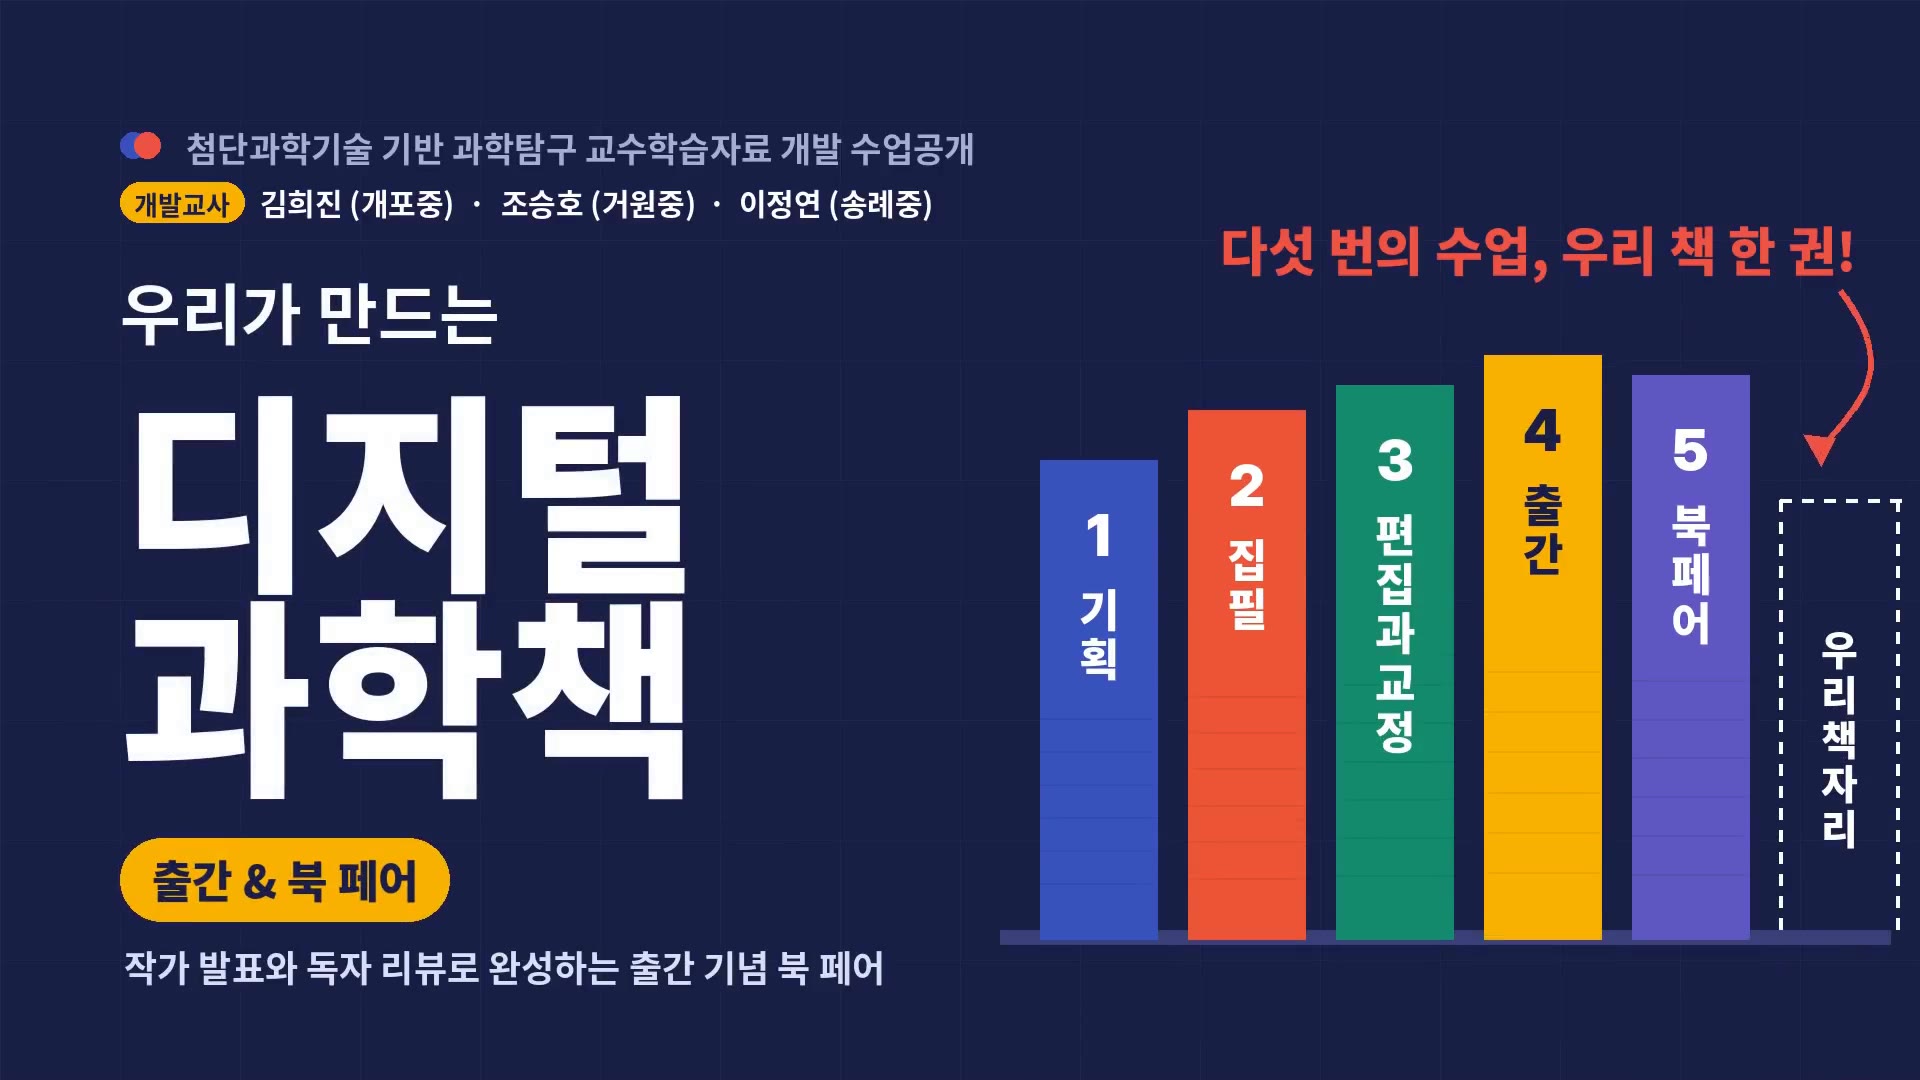 첨단과학기술 기반 과학탐구 교수학습자료 개발 수업공개
개발교사 김희진 (개포중) · 조승호 (거원중) · 이정연 (송례중)
우리가 만드는
디지털
과학책
출간 & 북 페어
작가 발표와 독자 리뷰로 완성하는 출간 기념 북 페어
다섯 번의 수업, 우리 책 한 권!
1 기획
2 집필
3 편집과교정
4 출간
5 북페어
우리책자리